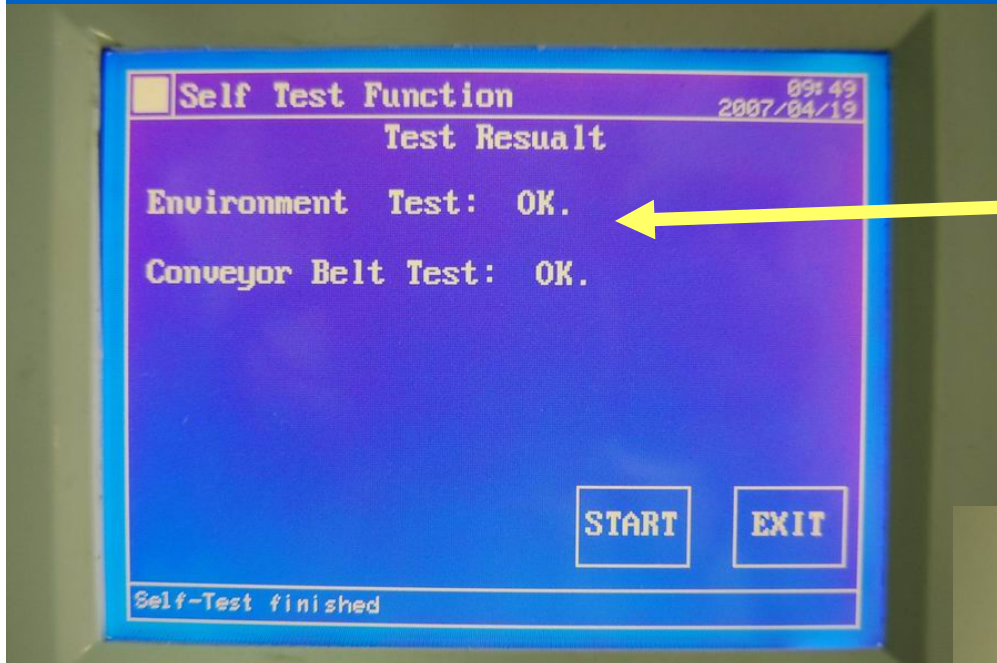 Self Test Function
09:49
2007/04/19
Test Resualt
Environment Test: OK.
Conveyor Belt Test: OK.
START EXIT
Self-Test finished